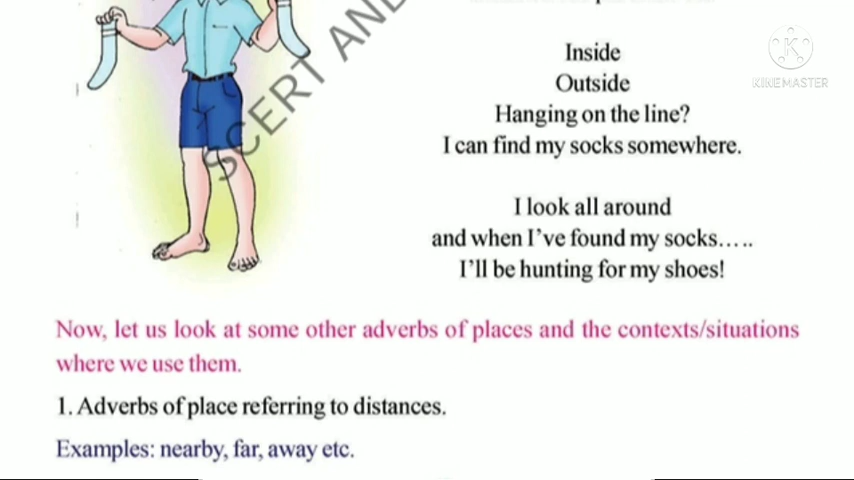 KINEMASTER
Inside
Outside
Hanging on the line?
I can find my socks somewhere.
I look all around
and when I've found my socks.....
I'll be hunting for my shoes!
SCERT AND
Now, let us look at some other adverbs of places and the contexts/situations
where we use them.
1. Adverbs of place referring to distances.
Examples: nearby, far, away etc.